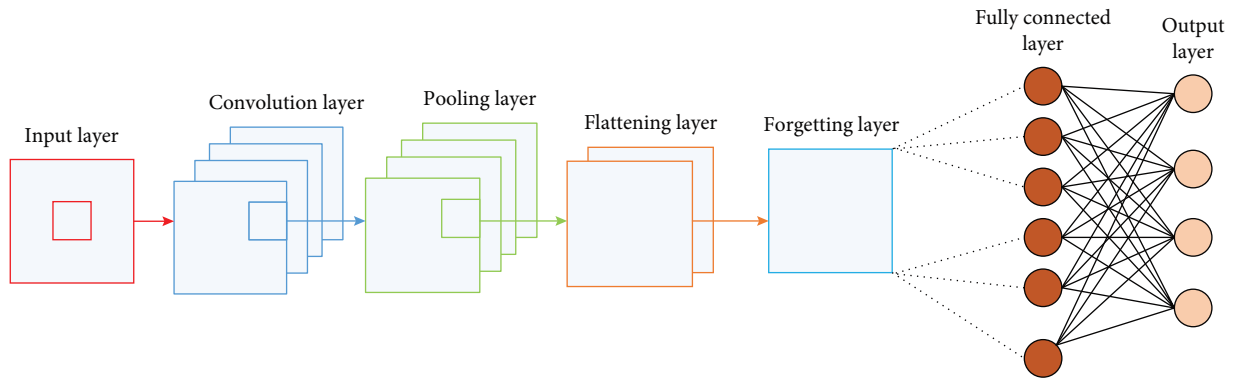 Input layer
Convolution layer
Pooling layer
Flattening layer
Forgetting layer
Fully connected
layer
Output
layer